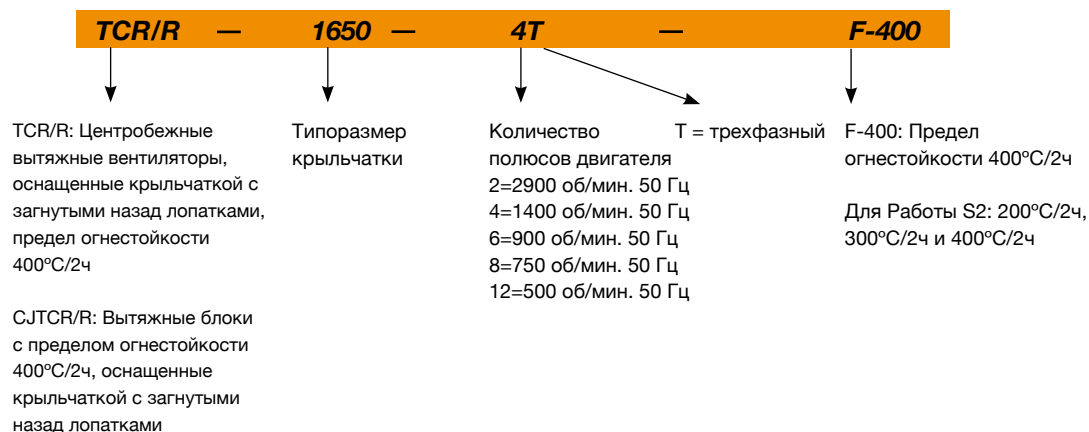 TCR/R — 1650 — 4T — F-400
TCR/R: Центробежные
вытяжные вентиляторы,
оснащенные крыльчаткой с
загнутыми назад лопатками,
предел огнестойкости
400ºC/2ч
CJTCR/R: Вытяжные блоки
с пределом огнестойкости
400ºC/2ч, оснащенные
крыльчаткой с загнутыми
назад лопатками
Типоразмер
крыльчатки
Количество
полюсов двигателя
2=2900 об/мин. 50 Гц
4=1400 об/мин. 50 Гц
6=900 об/мин. 50 Гц
8=750 об/мин. 50 Гц
12=500 об/мин. 50 Гц
T = трехфазный
F-400: Предел
огнестойкости 400ºC/2ч
Для Работы S2: 200ºC/2ч,
300ºC/2ч и 400ºC/2ч